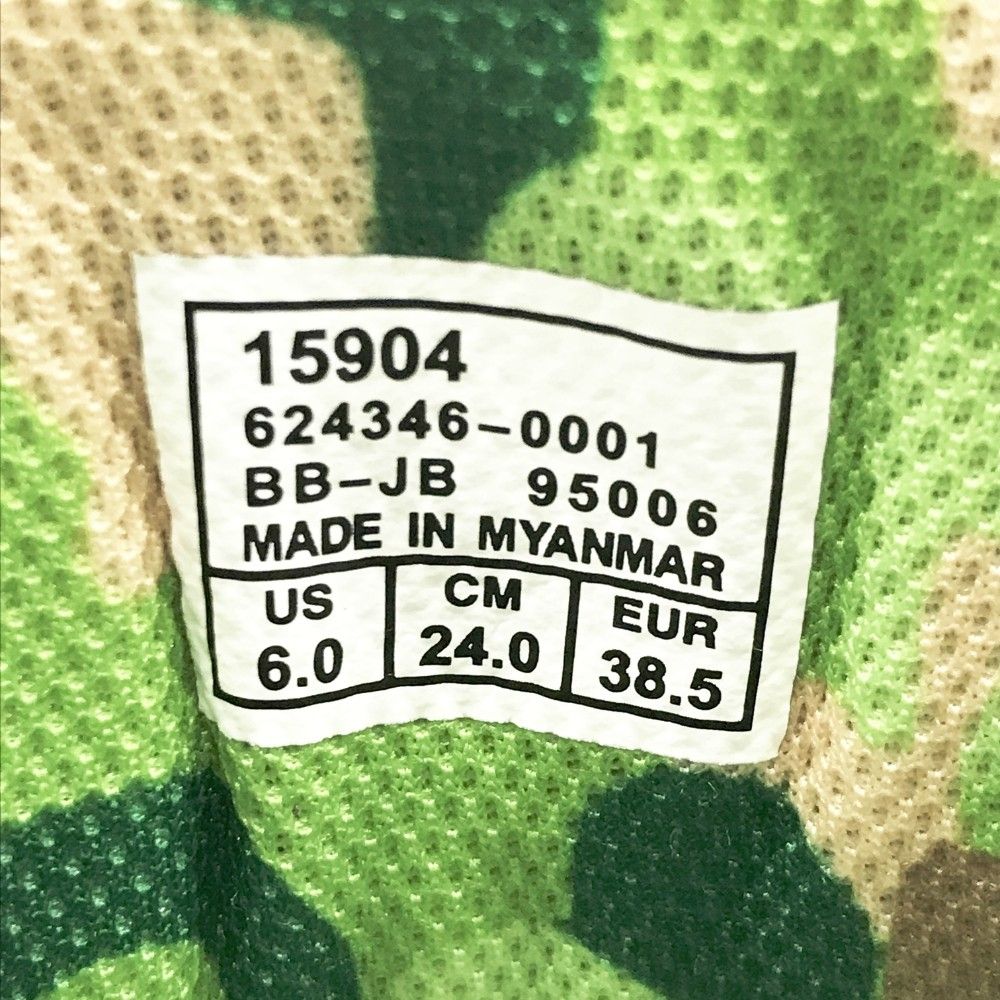 15904
624346-0001
BB-JB 95006
MADE IN MYANMAR
US CM EUR
6.0 24.0 38.5